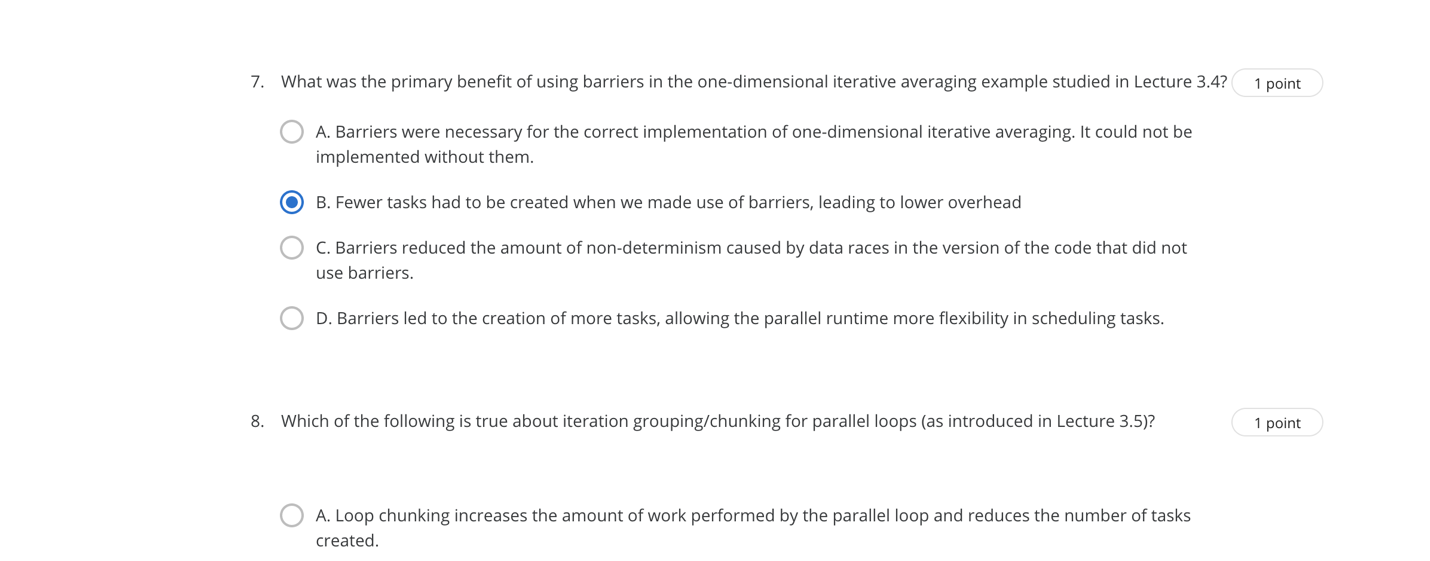 7. What was the primary benefit of using barriers in the one-dimensional iterative averaging example studied in Lecture 3.4? 1 point
A. Barriers were necessary for the correct implementation of one-dimensional iterative averaging. It could not be
implemented without them.
B. Fewer tasks had to be created when we made use of barriers, leading to lower overhead
C. Barriers reduced the amount of non-determinism caused by data races in the version of the code that did not
use barriers.
D. Barriers led to the creation of more tasks, allowing the parallel runtime more flexibility in scheduling tasks.
8. Which of the following is true about iteration grouping/chunking for parallel loops (as introduced in Lecture 3.5)? 1 point
A. Loop chunking increases the amount of work performed by the parallel loop and reduces the number of tasks
created.